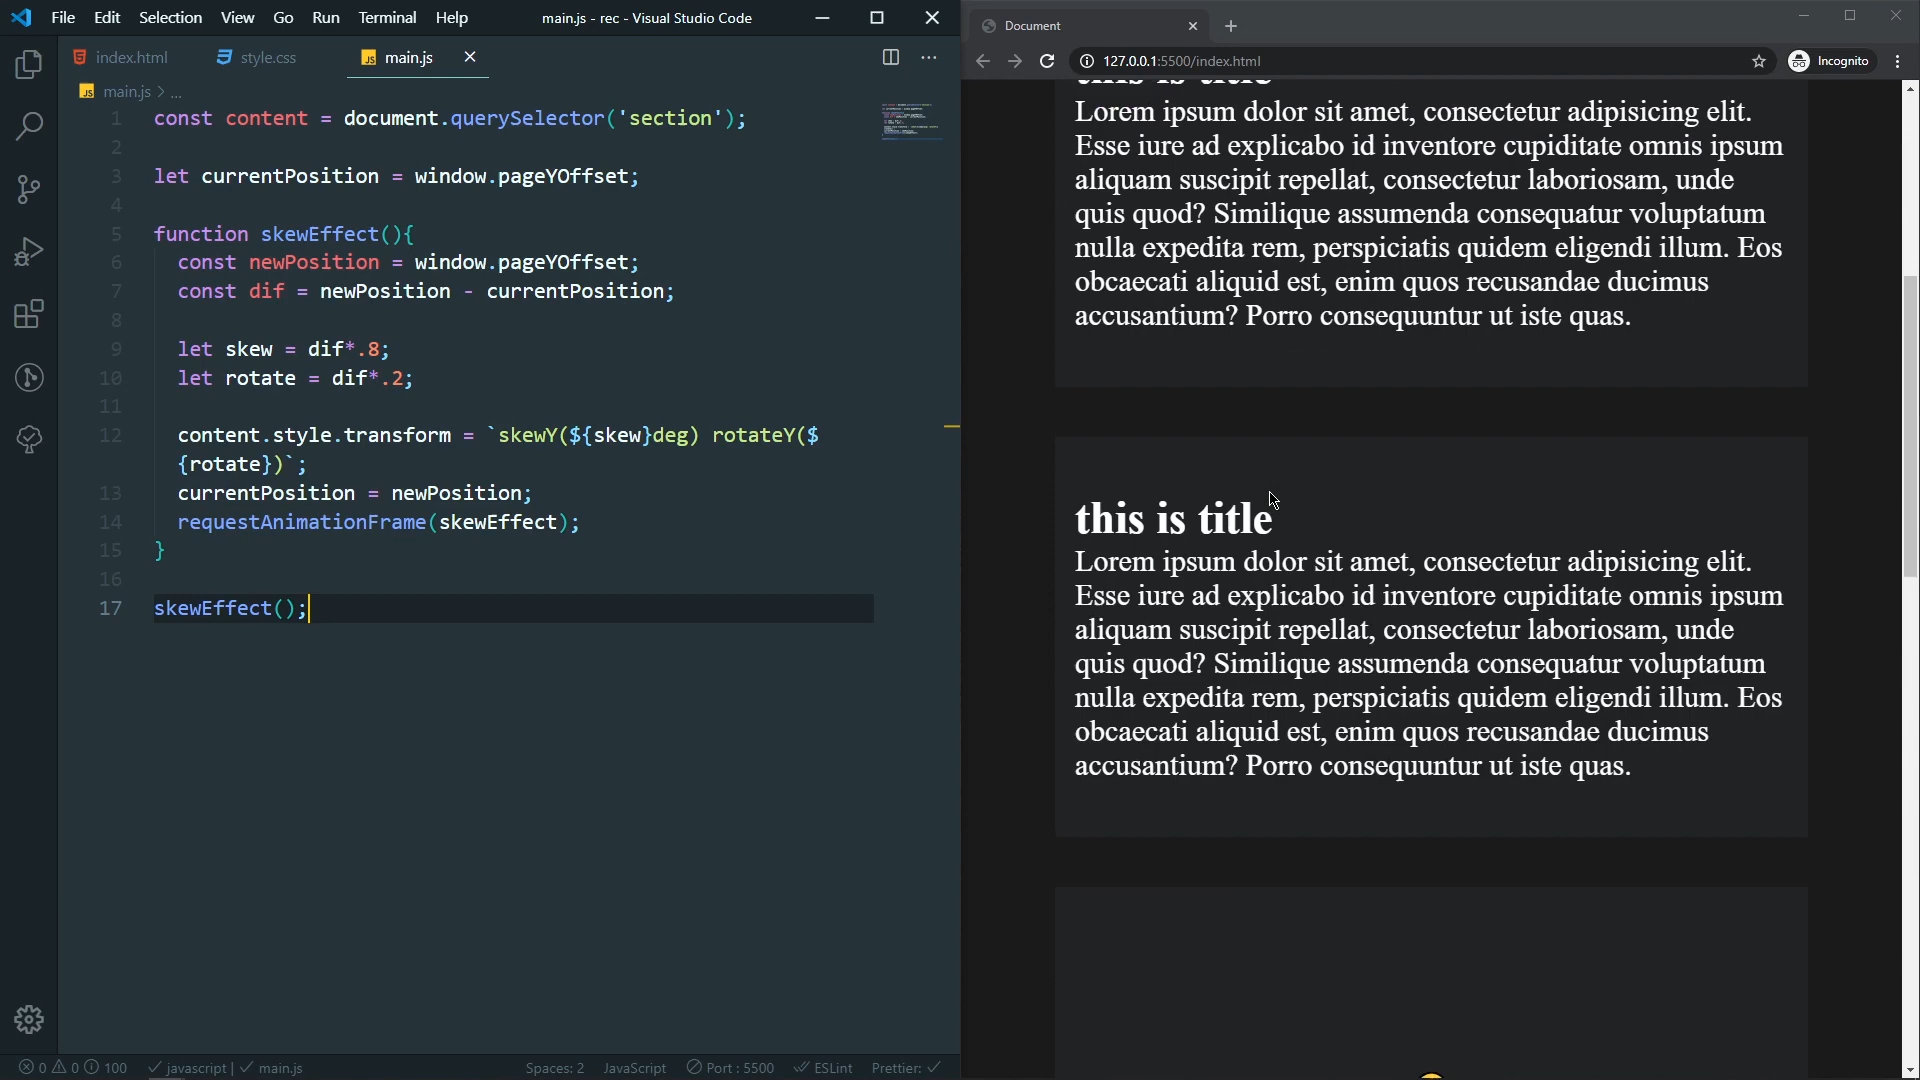 File Edit Selection View Go Run Terminal Help
main.js - rec - Visual Studio Code
index.html
style.css
JS main.js
JS main.js > ...
1 const content = document.querySelector('section');
2
3 let currentPosition = window.pageYOffset;
4
5 function skewEffect(){
6 const newPosition = window.pageYOffset;
7 const dif = newPosition - currentPosition;
8
9 let skew = dif*.8;
10 let rotate = dif*.2;
11
12 content.style.transform = `skewY(${skew}deg) rotateY($
{rotate})`;
13 currentPosition = newPosition;
14 requestAnimationFrame(skewEffect);
15 }
16
17 skewEffect();
0 0 100 javascript | main.js
Spaces: 2 JavaScript Port : 5500 ESLint Prettier:
Document
127.0.0.1:5500/index.html
Incognito
this is title
Lorem ipsum dolor sit amet, consectetur adipisicing elit.
Esse iure ad explicabo id inventore cupiditate omnis ipsum
aliquam suscipit repellat, consectetur laboriosam, unde
quis quod? Similique assumenda consequatur voluptatum
nulla expedita rem, perspiciatis quidem eligendi illum. Eos
obcaecati aliquid est, enim quos recusandae ducimus
accusantium? Porro consequuntur ut iste quas.
this is title
Lorem ipsum dolor sit amet, consectetur adipisicing elit.
Esse iure ad explicabo id inventore cupiditate omnis ipsum
aliquam suscipit repellat, consectetur laboriosam, unde
quis quod? Similique assumenda consequatur voluptatum
nulla expedita rem, perspiciatis quidem eligendi illum. Eos
obcaecati aliquid est, enim quos recusandae ducimus
accusantium? Porro consequuntur ut iste quas.